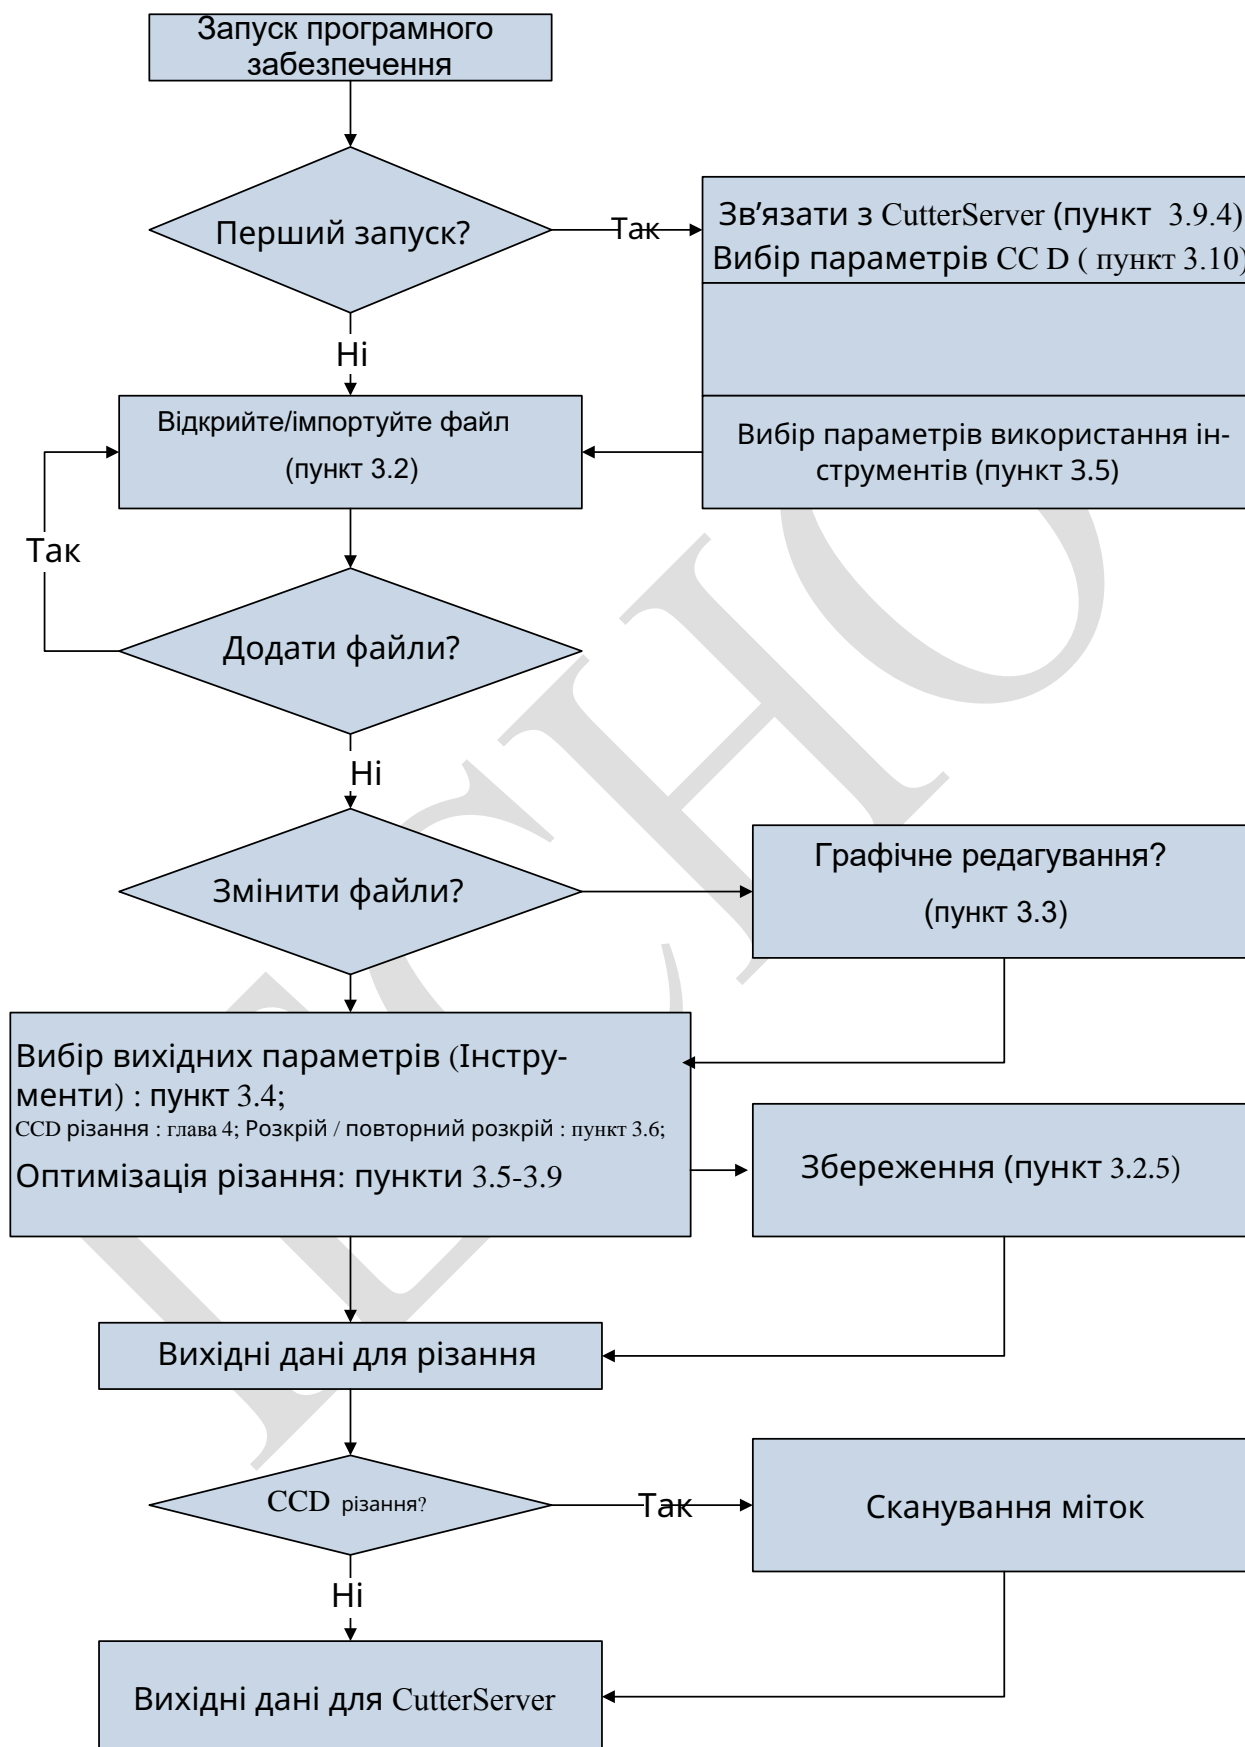 Запуск програмного
забезпечення
Перший запуск?
Так
Зв’язати з CutterServer (пункт 3.9.4)
Вибір параметрів CC D ( пункт 3.10)
Ні
Відкрийте/імпортуйте файл
(пункт 3.2)
Вибір параметрів використання ін-
струментів (пункт 3.5)
Так
Додати файли?
Ні
Змінити файли?
Графічне редагування?
(пункт 3.3)
Вибір вихідних параметрів (Інстру-
менти) : пункт 3.4;
CCD різання : глава 4; Розкрій / повторний розкрій : пункт 3.6;
Оптимізація різання: пункти 3.5-3.9
Збереження (пункт 3.2.5)
Вихідні дані для різання
CCD різання?
Так
Сканування міток
Ні
Вихідні дані для CutterServer
IECHO